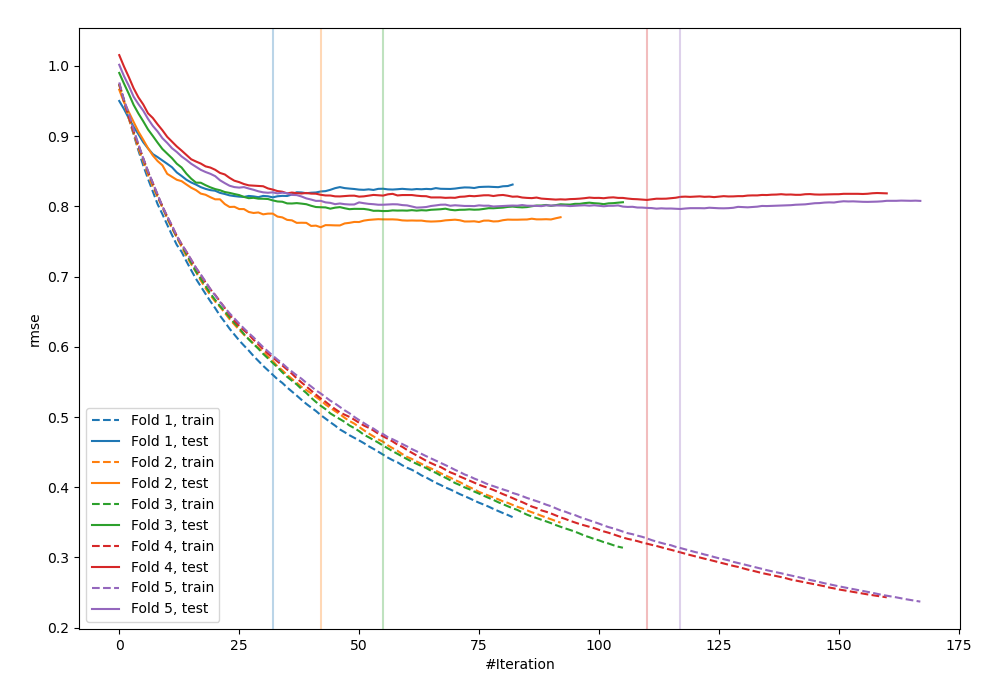 1.0
0.9
0.8
0.7
0.6
0.5
0.4
0.3
0.2
rmse
Fold 1, train
Fold 1, test
Fold 2, train
Fold 2, test
Fold 3, train
Fold 3, test
Fold 4, train
Fold 4, test
Fold 5, train
Fold 5, test
0 25 50 75 100 125 150 175
#Iteration